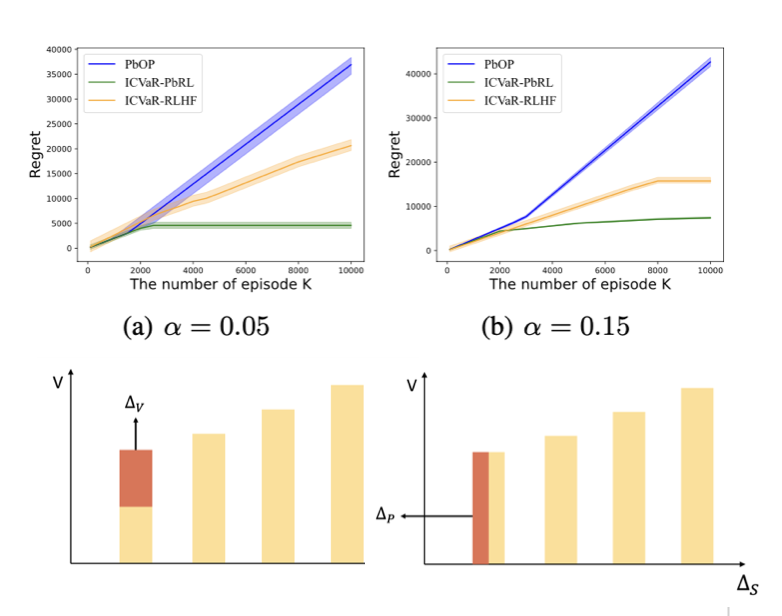 40000
35000
30000
25000
20000
15000
10000
5000
0
Regret
PbOP
ICVaR-PbRL
ICVaR-RLHF
0 2000 4000 6000 8000 10000
The number of episode K
(a) α = 0.05
40000
30000
20000
10000
0
Regret
PbOP
ICVaR-PbRL
ICVaR-RLHF
0 2000 4000 6000 8000 10000
The number of episode K
(b) α = 0.15
V
Δ_V
V
Δ_P
Δ_S